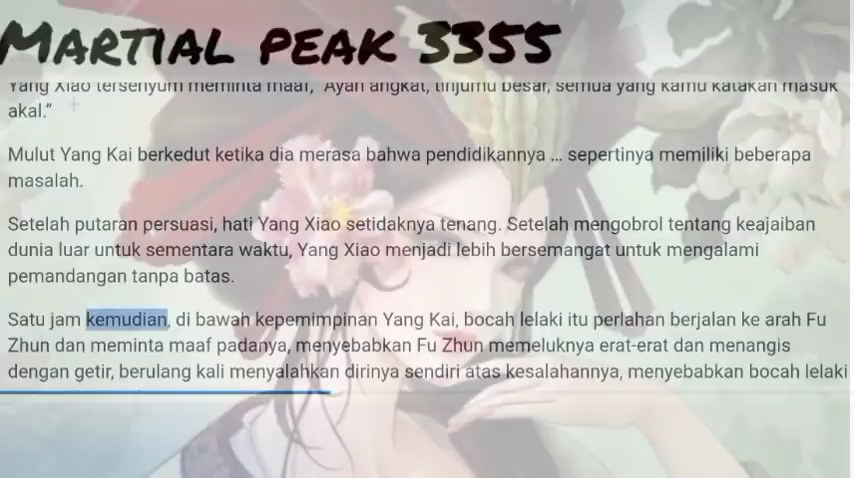 MARTIAL PEAK 3355
Yang Xiao tersenyum meminta maaf, "Ayah angkat, tinjumu besar, semua yang kamu katakan masuk
akal.”
Mulut Yang Kai berkedut ketika dia merasa bahwa pendidikannya … sepertinya memiliki beberapa
masalah.
Setelah putaran persuasi, hati Yang Xiao setidaknya tenang. Setelah mengobrol tentang keajaiban
dunia luar untuk sementara waktu, Yang Xiao menjadi lebih bersemangat untuk mengalami
pemandangan tanpa batas.
Satu jam kemudian, di bawah kepemimpinan Yang Kai, bocah lelaki itu perlahan berjalan ke arah Fu
Zhun dan meminta maaf padanya, menyebabkan Fu Zhun memeluknya erat-erat dan menangis
dengan getir, berulang kali menyalahkan dirinya sendiri atas kesalahannya, menyebabkan bocah lelaki